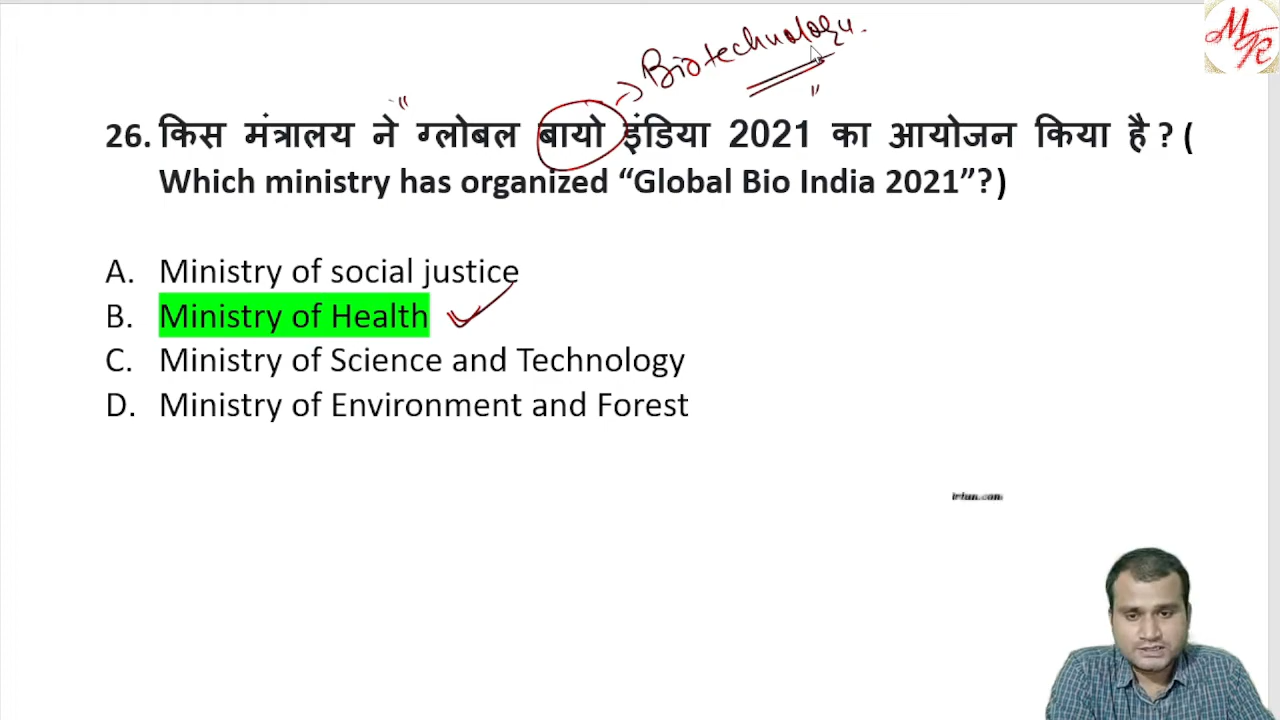 MR
Biotechnology.
26. किस मंत्रालय ने ग्लोबल बायो इंडिया 2021 का आयोजन किया है ? (
Which ministry has organized “Global Bio India 2021”?)
A. Ministry of social justice
B. Ministry of Health
C. Ministry of Science and Technology
D. Ministry of Environment and Forest